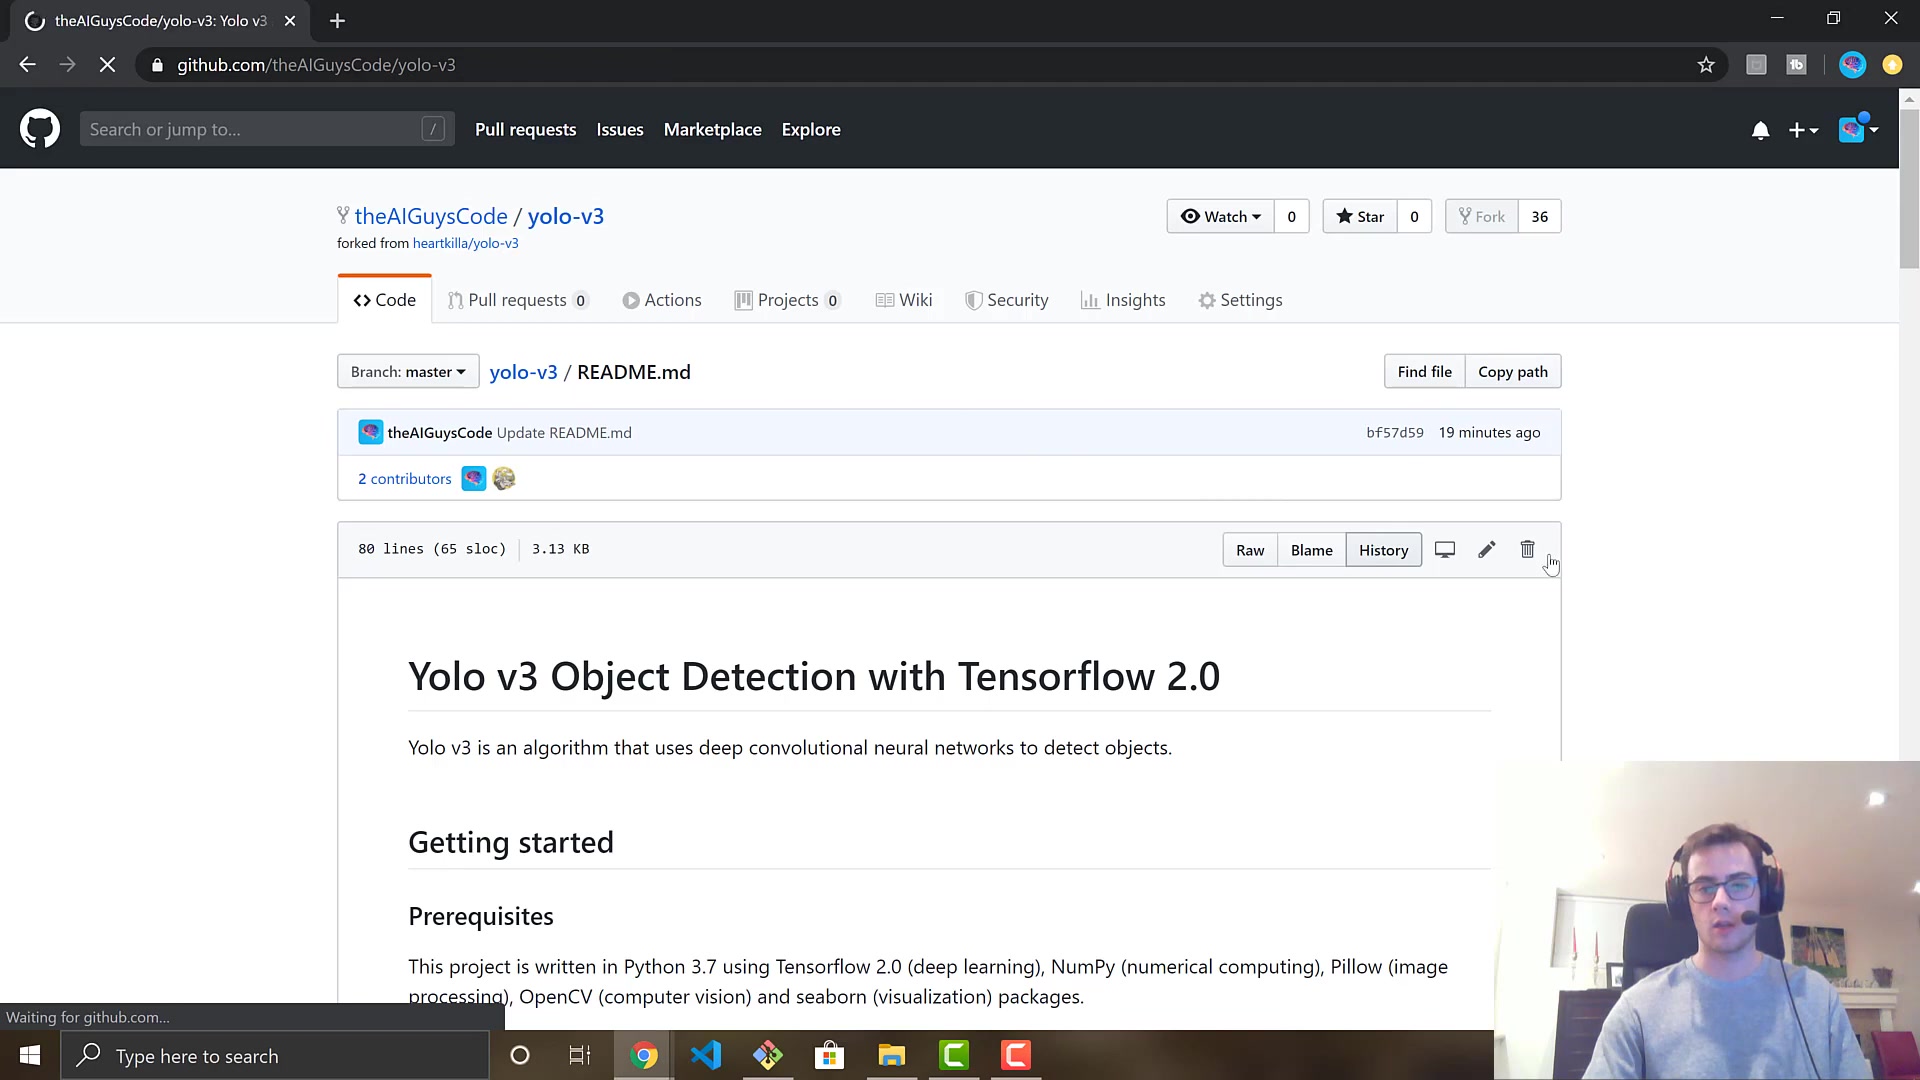 theAIGuysCode/yolo-v3: Yolo v3
github.com/theAIGuysCode/yolo-v3
Search or jump to... /
Pull requests Issues Marketplace Explore
theAIGuysCode / yolo-v3
forked from heartkilla/yolo-v3
Watch 0 Star 0 Fork 36
Code Pull requests 0 Actions Projects 0 Wiki Security Insights Settings
Branch: master yolo-v3 / README.md Find file Copy path
theAIGuysCode Update README.md bf57d59 19 minutes ago
2 contributors
80 lines (65 sloc) 3.13 KB Raw Blame History
Yolo v3 Object Detection with Tensorflow 2.0
Yolo v3 is an algorithm that uses deep convolutional neural networks to detect objects.
Getting started
Prerequisites
This project is written in Python 3.7 using Tensorflow 2.0 (deep learning), NumPy (numerical computing), Pillow (image
processing), OpenCV (computer vision) and seaborn (visualization) packages.
Waiting for github.com...
Type here to search